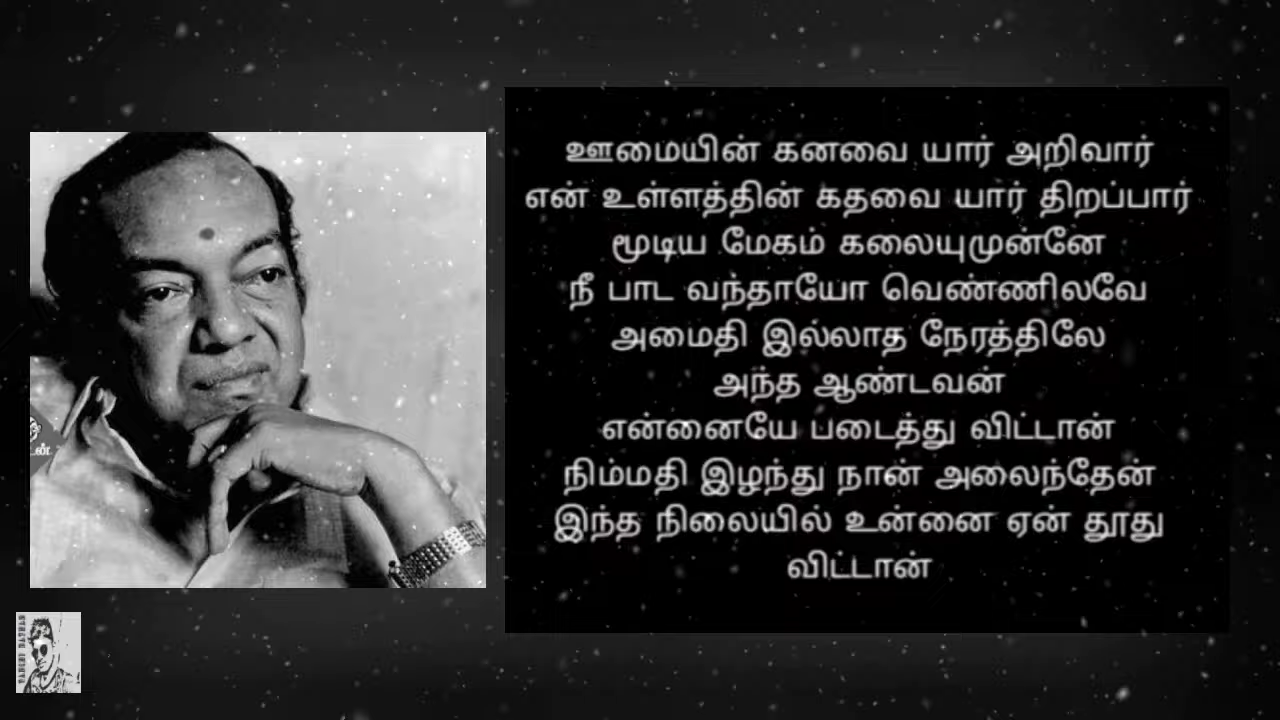 ஊமையின் கனவை யார் அறிவார்
என் உள்ளத்தின் கதவை யார் திறப்பார்
மூடிய மேகம் கலையுமுன்னே
நீ பாட வந்தாயோ வெண்ணிலவே
அமைதி இல்லாத நேரத்திலே
அந்த ஆண்டவன்
என்னையே படைத்து விட்டான்
நிம்மதி இழந்து நான் அலைந்தேன்
இந்த நிலையில் உன்னை ஏன் தூது
விட்டான்